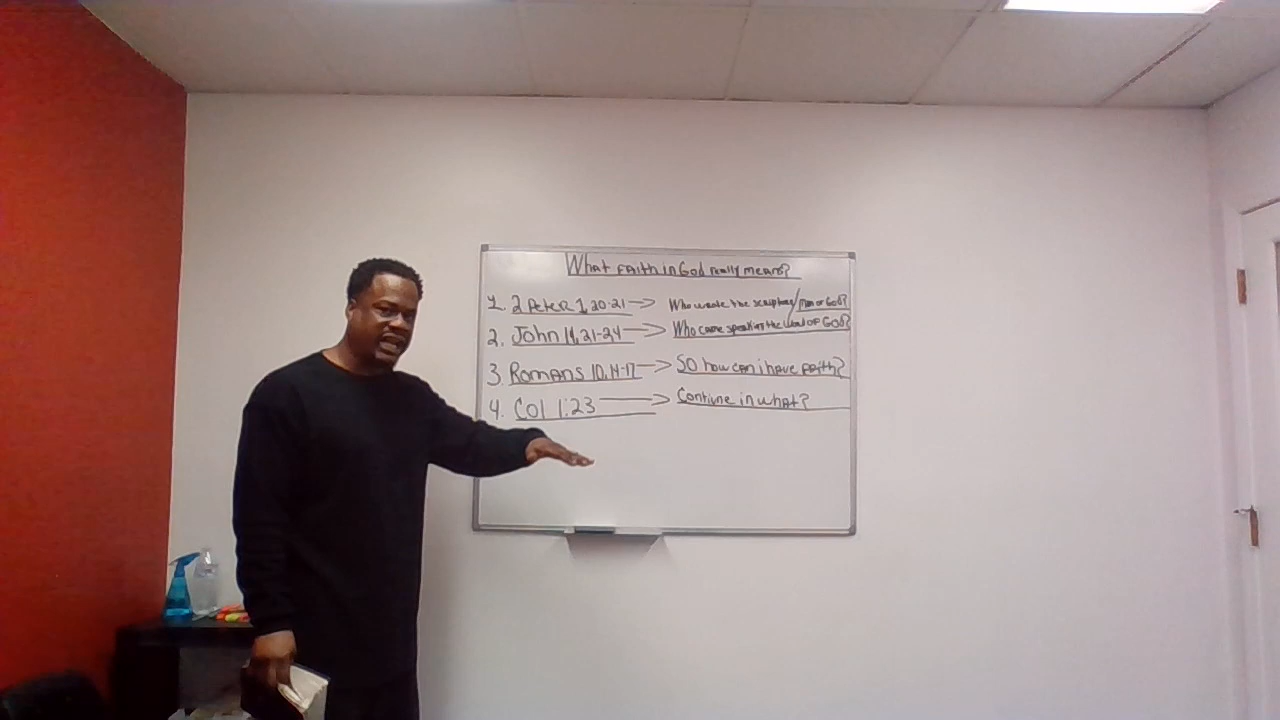 What faith in God really mean?
1. 2 Peter 1,20-21 → Who wrote the scripture/man or God?
2. John 14,21-24 → Who came speaking the word of God?
3. Romans 10,14-17 → So how can i have faith?
4. Col 1:23 → Continue in what?